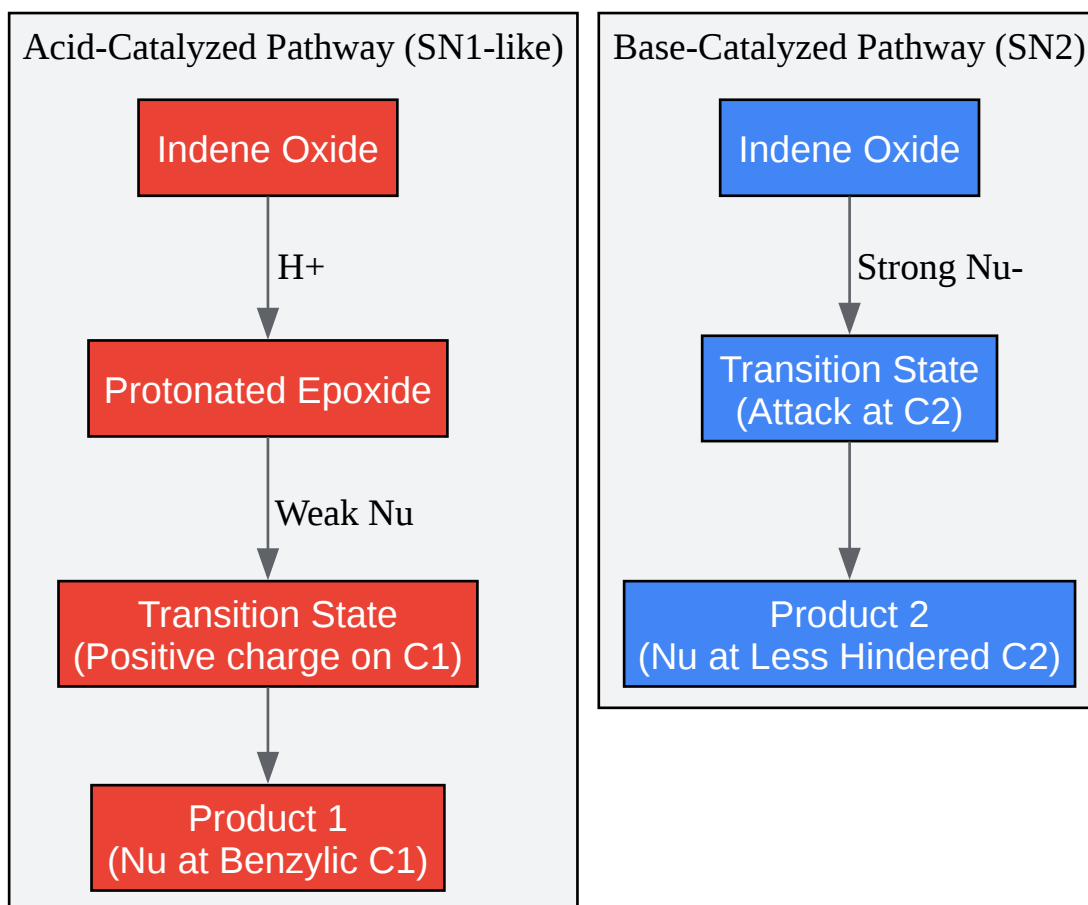 Acid-Catalyzed Pathway (SN1-like)
Indene Oxide
H+
Protonated Epoxide
Weak Nu
Transition State
(Positive charge on C1)
Product 1
(Nu at Benzylic C1)
Base-Catalyzed Pathway (SN2)
Indene Oxide
Strong Nu-
Transition State
(Attack at C2)
Product 2
(Nu at Less Hindered C2)